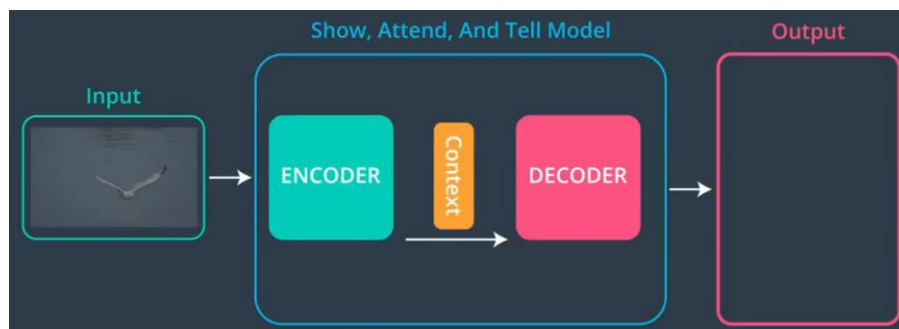 Show, Attend, And Tell Model
Output
Input
ENCODER
Context
DECODER